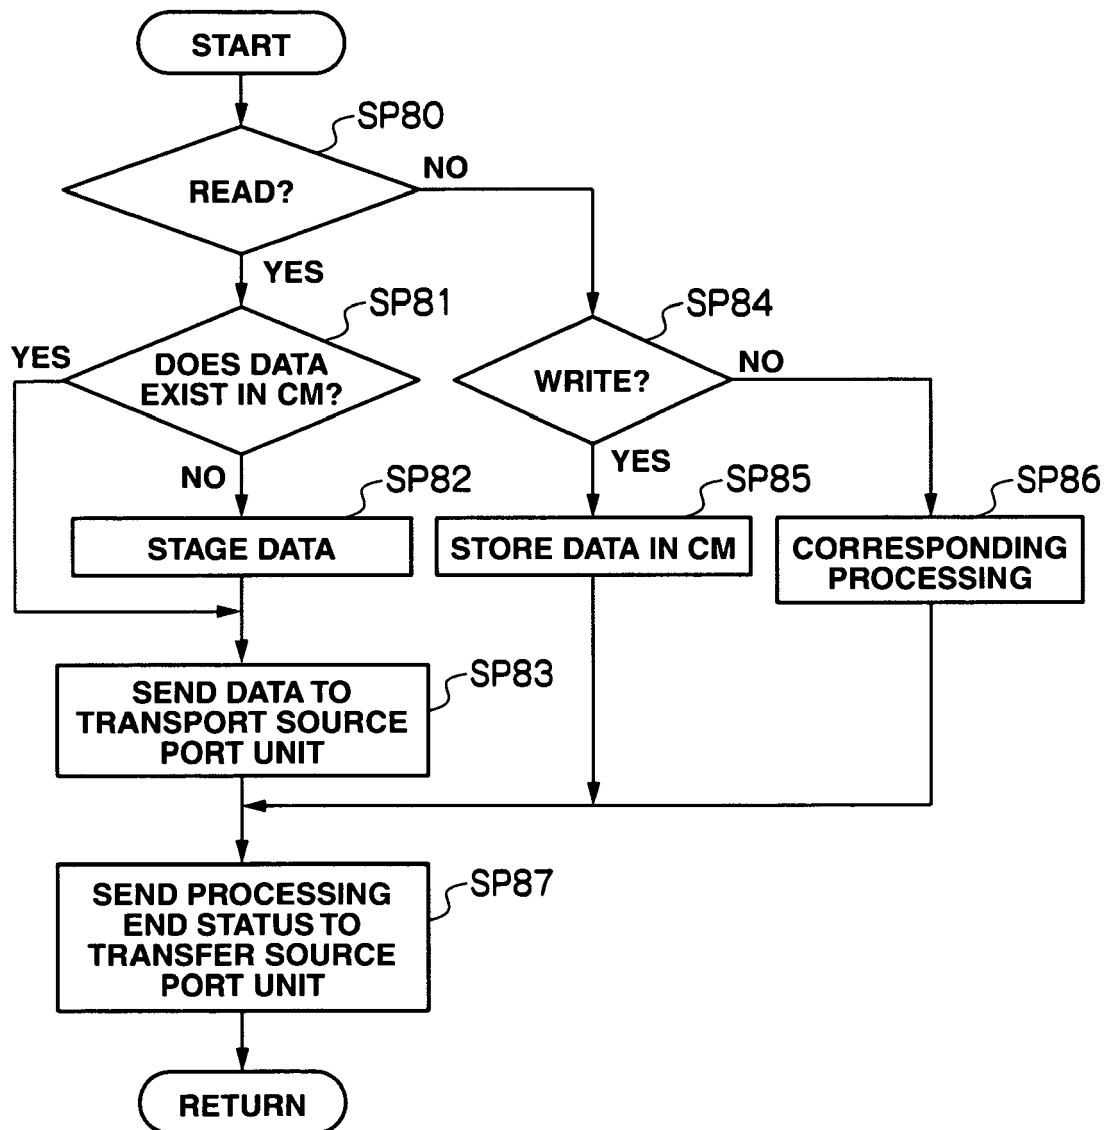 START
SP80
READ?
NO
YES
SP81
YES
DOES DATA
EXIST IN CM?
NO
SP84
WRITE?
NO
YES
SP82
STAGE DATA
SP85
STORE DATA IN CM
SP86
CORRESPONDING
PROCESSING
SP83
SEND DATA TO
TRANSPORT SOURCE
PORT UNIT
SP87
SEND PROCESSING
END STATUS TO
TRANSFER SOURCE
PORT UNIT
RETURN